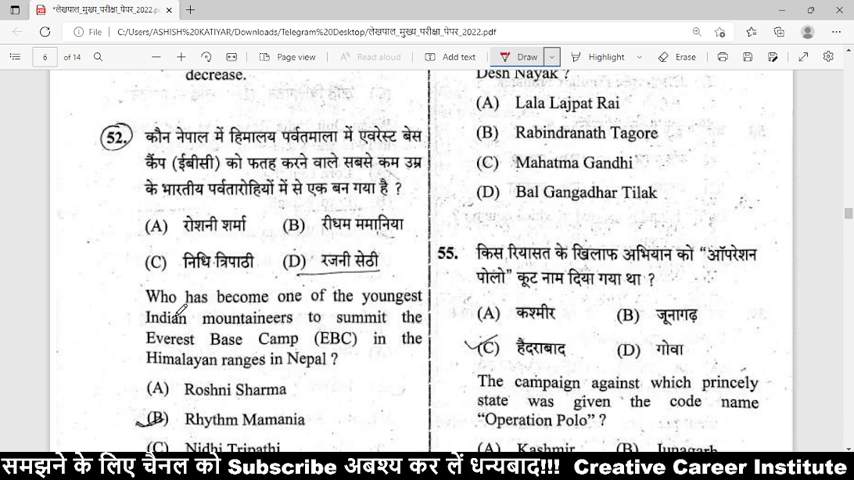 *लेखपाल_मुख्य_परीक्षा_पेपर_2022.p
File
C:/Users/ASHISH%20KATIYAR/Downloads/Telegram%20Desktop/लेखपाल_मुख्य_परीक्षा_पेपर_2022.pdf
6 of 14
Page view
Read aloud
Add text
Draw
Highlight
Erase
decrease.
52. कौन नेपाल में हिमालय पर्वतमाला में एवरेस्ट बेस
कैंप (ईबीसी) को फतह करने वाले सबसे कम उम्र
के भारतीय पर्वतारोहियों में से एक बन गया है ?
(A) रोशनी शर्मा (B) रीधम ममानिया
(C) निधि त्रिपाठी (D) रजनी सेठी
Who has become one of the youngest
Indian mountaineers to summit the
Everest Base Camp (EBC) in the
Himalayan ranges in Nepal ?
(A) Roshni Sharma
(B) Rhythm Mamania
(C) Nidhi Tripathi
Desh Nayak ?
(A) Lala Lajpat Rai
(B) Rabindranath Tagore
(C) Mahatma Gandhi
(D) Bal Gangadhar Tilak
55. किस रियासत के खिलाफ अभियान को “ऑपरेशन
पोलो” कूट नाम दिया गया था ?
(A) कश्मीर (B) जूनागढ़
(C) हैदराबाद (D) गोवा
The campaign against which princely
state was given the code name
“Operation Polo” ?
(A) Kashmir (B) Junagarh
समझने के लिए चैनल को Subscribe अबश्य कर लें धन्यबाद!!! Creative Career Institute